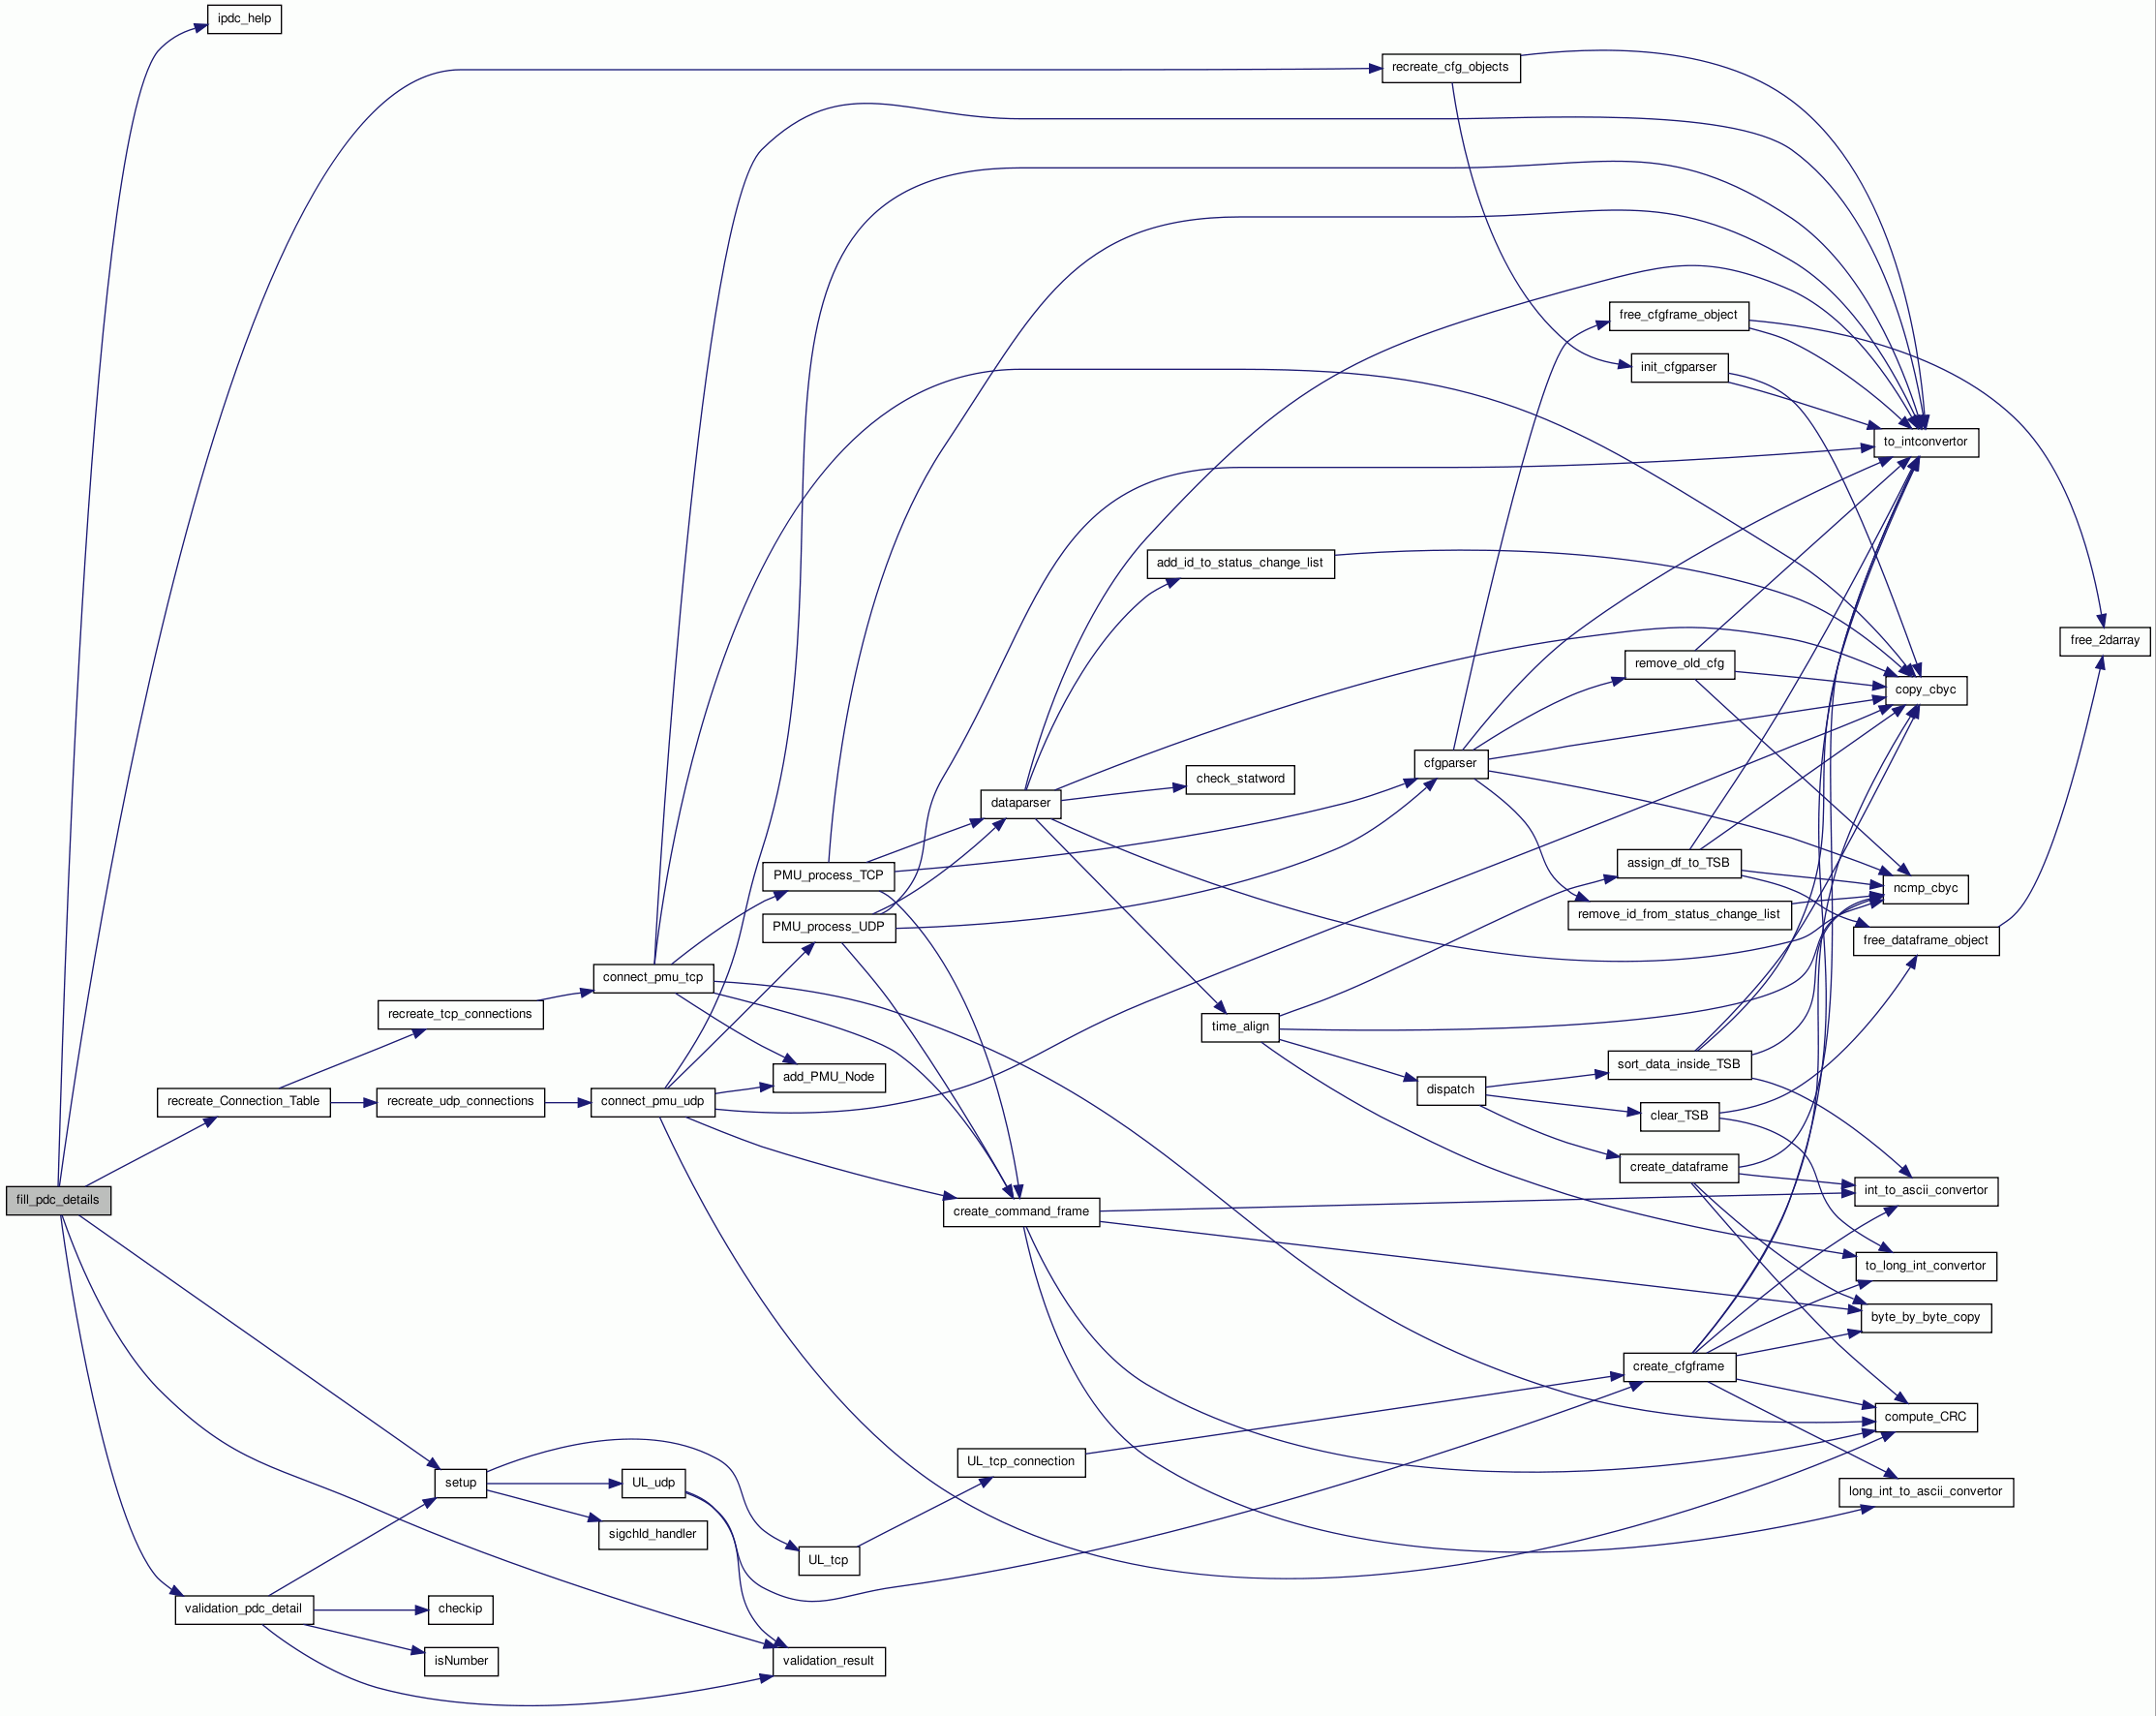 ipdc_help
recreate_cfg_objects
free_cfgframe_object
init_cfgparser
to_intconvertor
add_id_to_status_change_list
free_2darray
remove_old_cfg
copy_cbyc
cfgparser
check_statword
dataparser
assign_df_to_TSB
PMU_process_TCP
ncmp_cbyc
remove_id_from_status_change_list
PMU_process_UDP
free_dataframe_object
connect_pmu_tcp
recreate_tcp_connections
time_align
sort_data_inside_TSB
add_PMU_Node
dispatch
recreate_Connection_Table
recreate_udp_connections
connect_pmu_udp
clear_TSB
create_dataframe
int_to_ascii_convertor
fill_pdc_details
create_command_frame
to_long_int_convertor
byte_by_byte_copy
create_cfgframe
compute_CRC
UL_tcp_connection
setup
UL_udp
long_int_to_ascii_convertor
sigchld_handler
UL_tcp
validation_pdc_detail
checkip
isNumber
validation_result